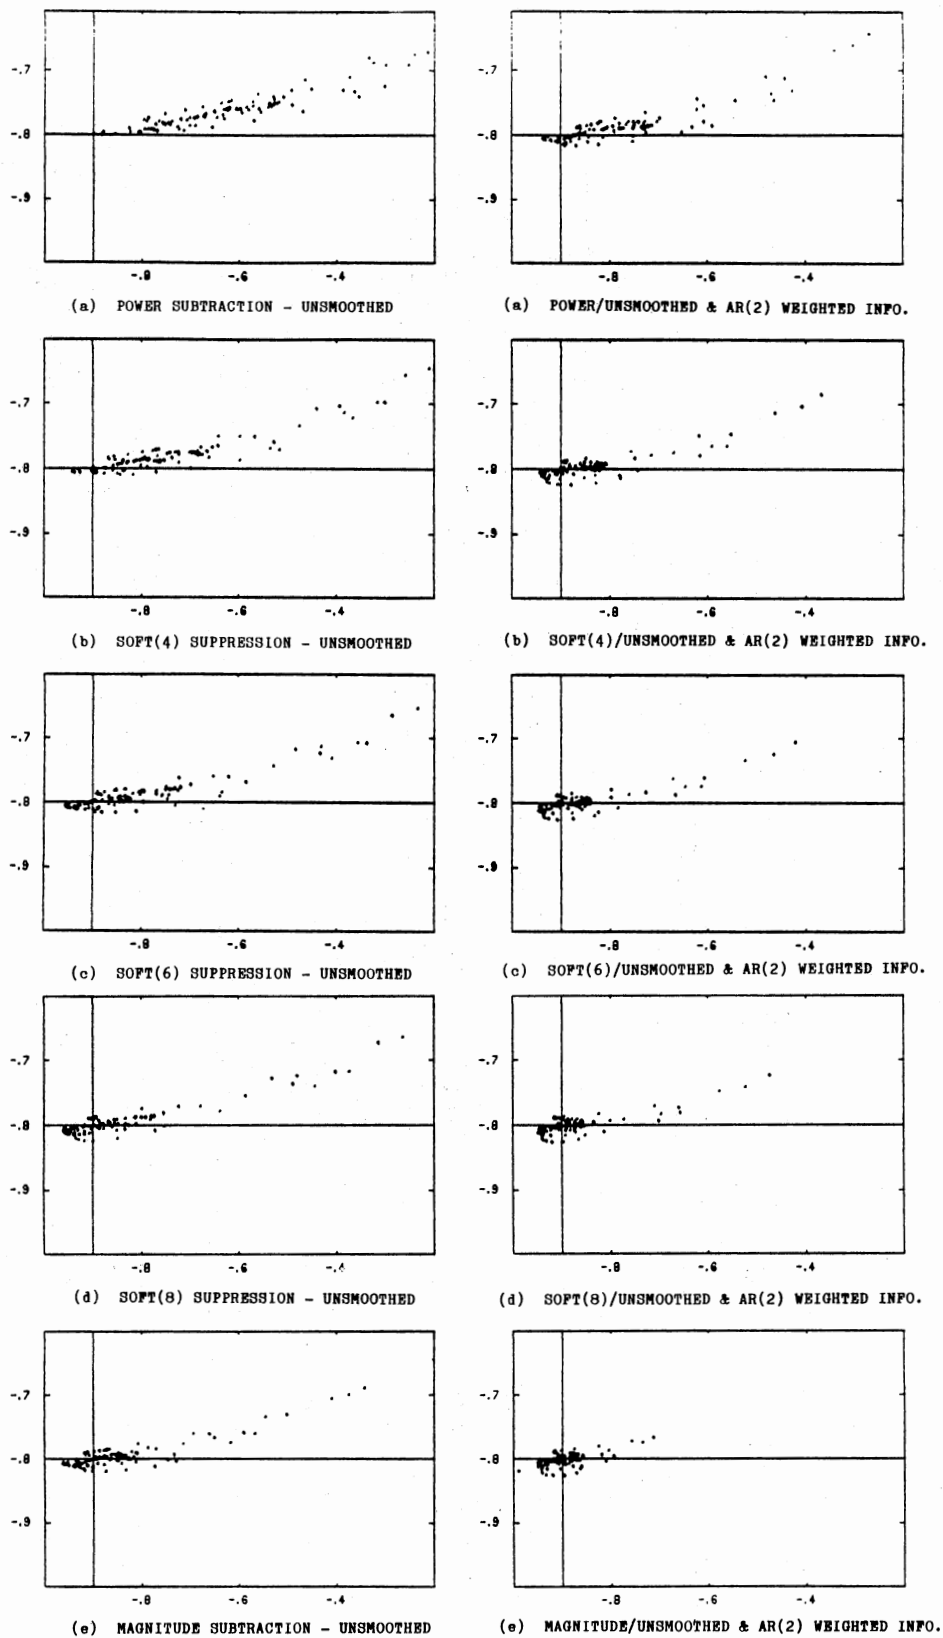 -.7
-.8
-.9
-.8 -.6 -.4
(a) POWER SUBTRACTION - UNSMOOTHED
-.7
-.8
-.9
-.8 -.6 -.4
(a) POWER/UNSMOOTHED & AR(2) WEIGHTED INFO.
-.7
-.8
-.9
-.8 -.6 -.4
(b) SOFT(4) SUPPRESSION - UNSMOOTHED
-.7
-.8
-.9
-.8 -.6 -.4
(b) SOFT(4)/UNSMOOTHED & AR(2) WEIGHTED INFO.
-.7
-.8
-.9
-.8 -.6 -.4
(c) SOFT(6) SUPPRESSION - UNSMOOTHED
-.7
-.8
-.9
-.8 -.6 -.4
(c) SOFT(6)/UNSMOOTHED & AR(2) WEIGHTED INFO.
-.7
-.8
-.9
-.8 -.6 -.4
(d) SOFT(8) SUPPRESSION - UNSMOOTHED
-.7
-.8
-.9
-.8 -.6 -.4
(d) SOFT(8)/UNSMOOTHED & AR(2) WEIGHTED INFO.
-.7
-.8
-.9
-.8 -.6 -.4
(e) MAGNITUDE SUBTRACTION - UNSMOOTHED
-.7
-.8
-.9
-.8 -.6 -.4
(e) MAGNITUDE/UNSMOOTHED & AR(2) WEIGHTED INFO.